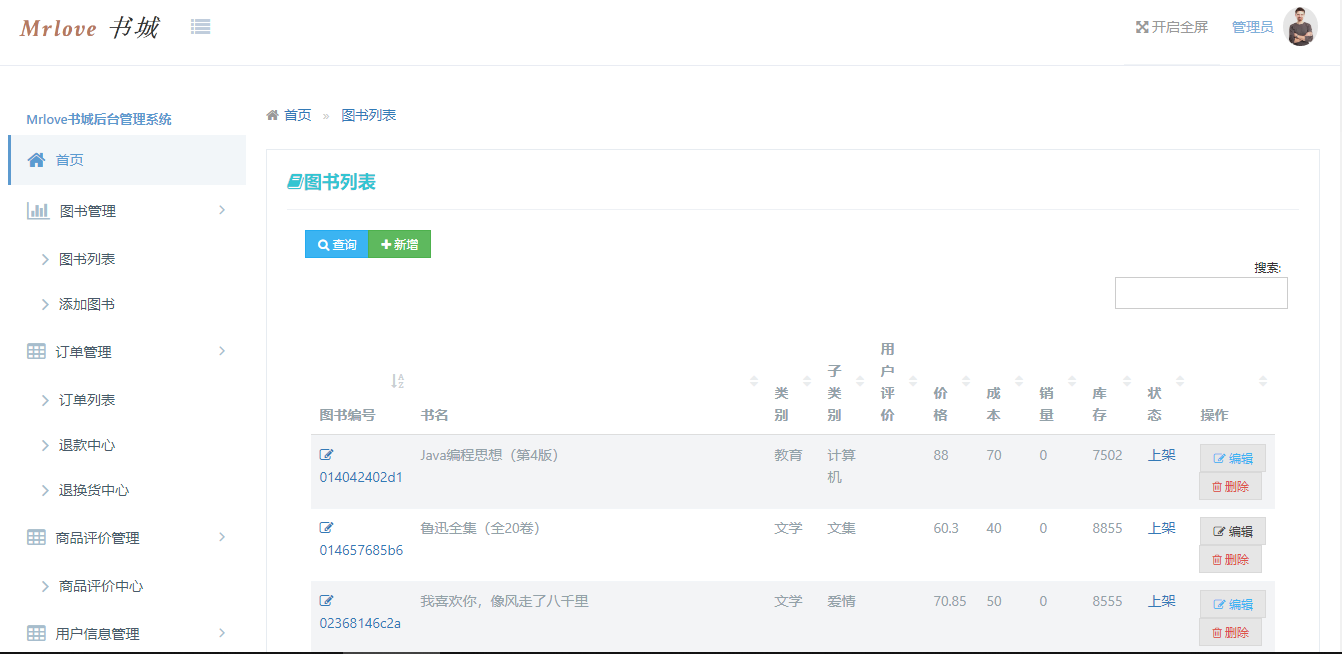 Mrlove 书城
开启全屏 管理员
Mrlove书城后台管理系统
首页
图书管理
图书列表
添加图书
订单管理
订单列表
退款中心
退换货中心
商品评价管理
商品评价中心
用户信息管理
首页 » 图书列表
图书列表
查询 新增
搜索:
图书编号 书名 类别 子类别 用户评价 价格 成本 销量 库存 状态 操作
014042402d1 Java编程思想（第4版） 教育 计算机 88 70 0 7502 上架 编辑 删除
014657685b6 鲁迅全集（全20卷） 文学 文集 60.3 40 0 8855 上架 编辑 删除
02368146c2a 我喜欢你，像风走了八千里 文学 爱情 70.85 50 0 8555 上架 编辑 删除